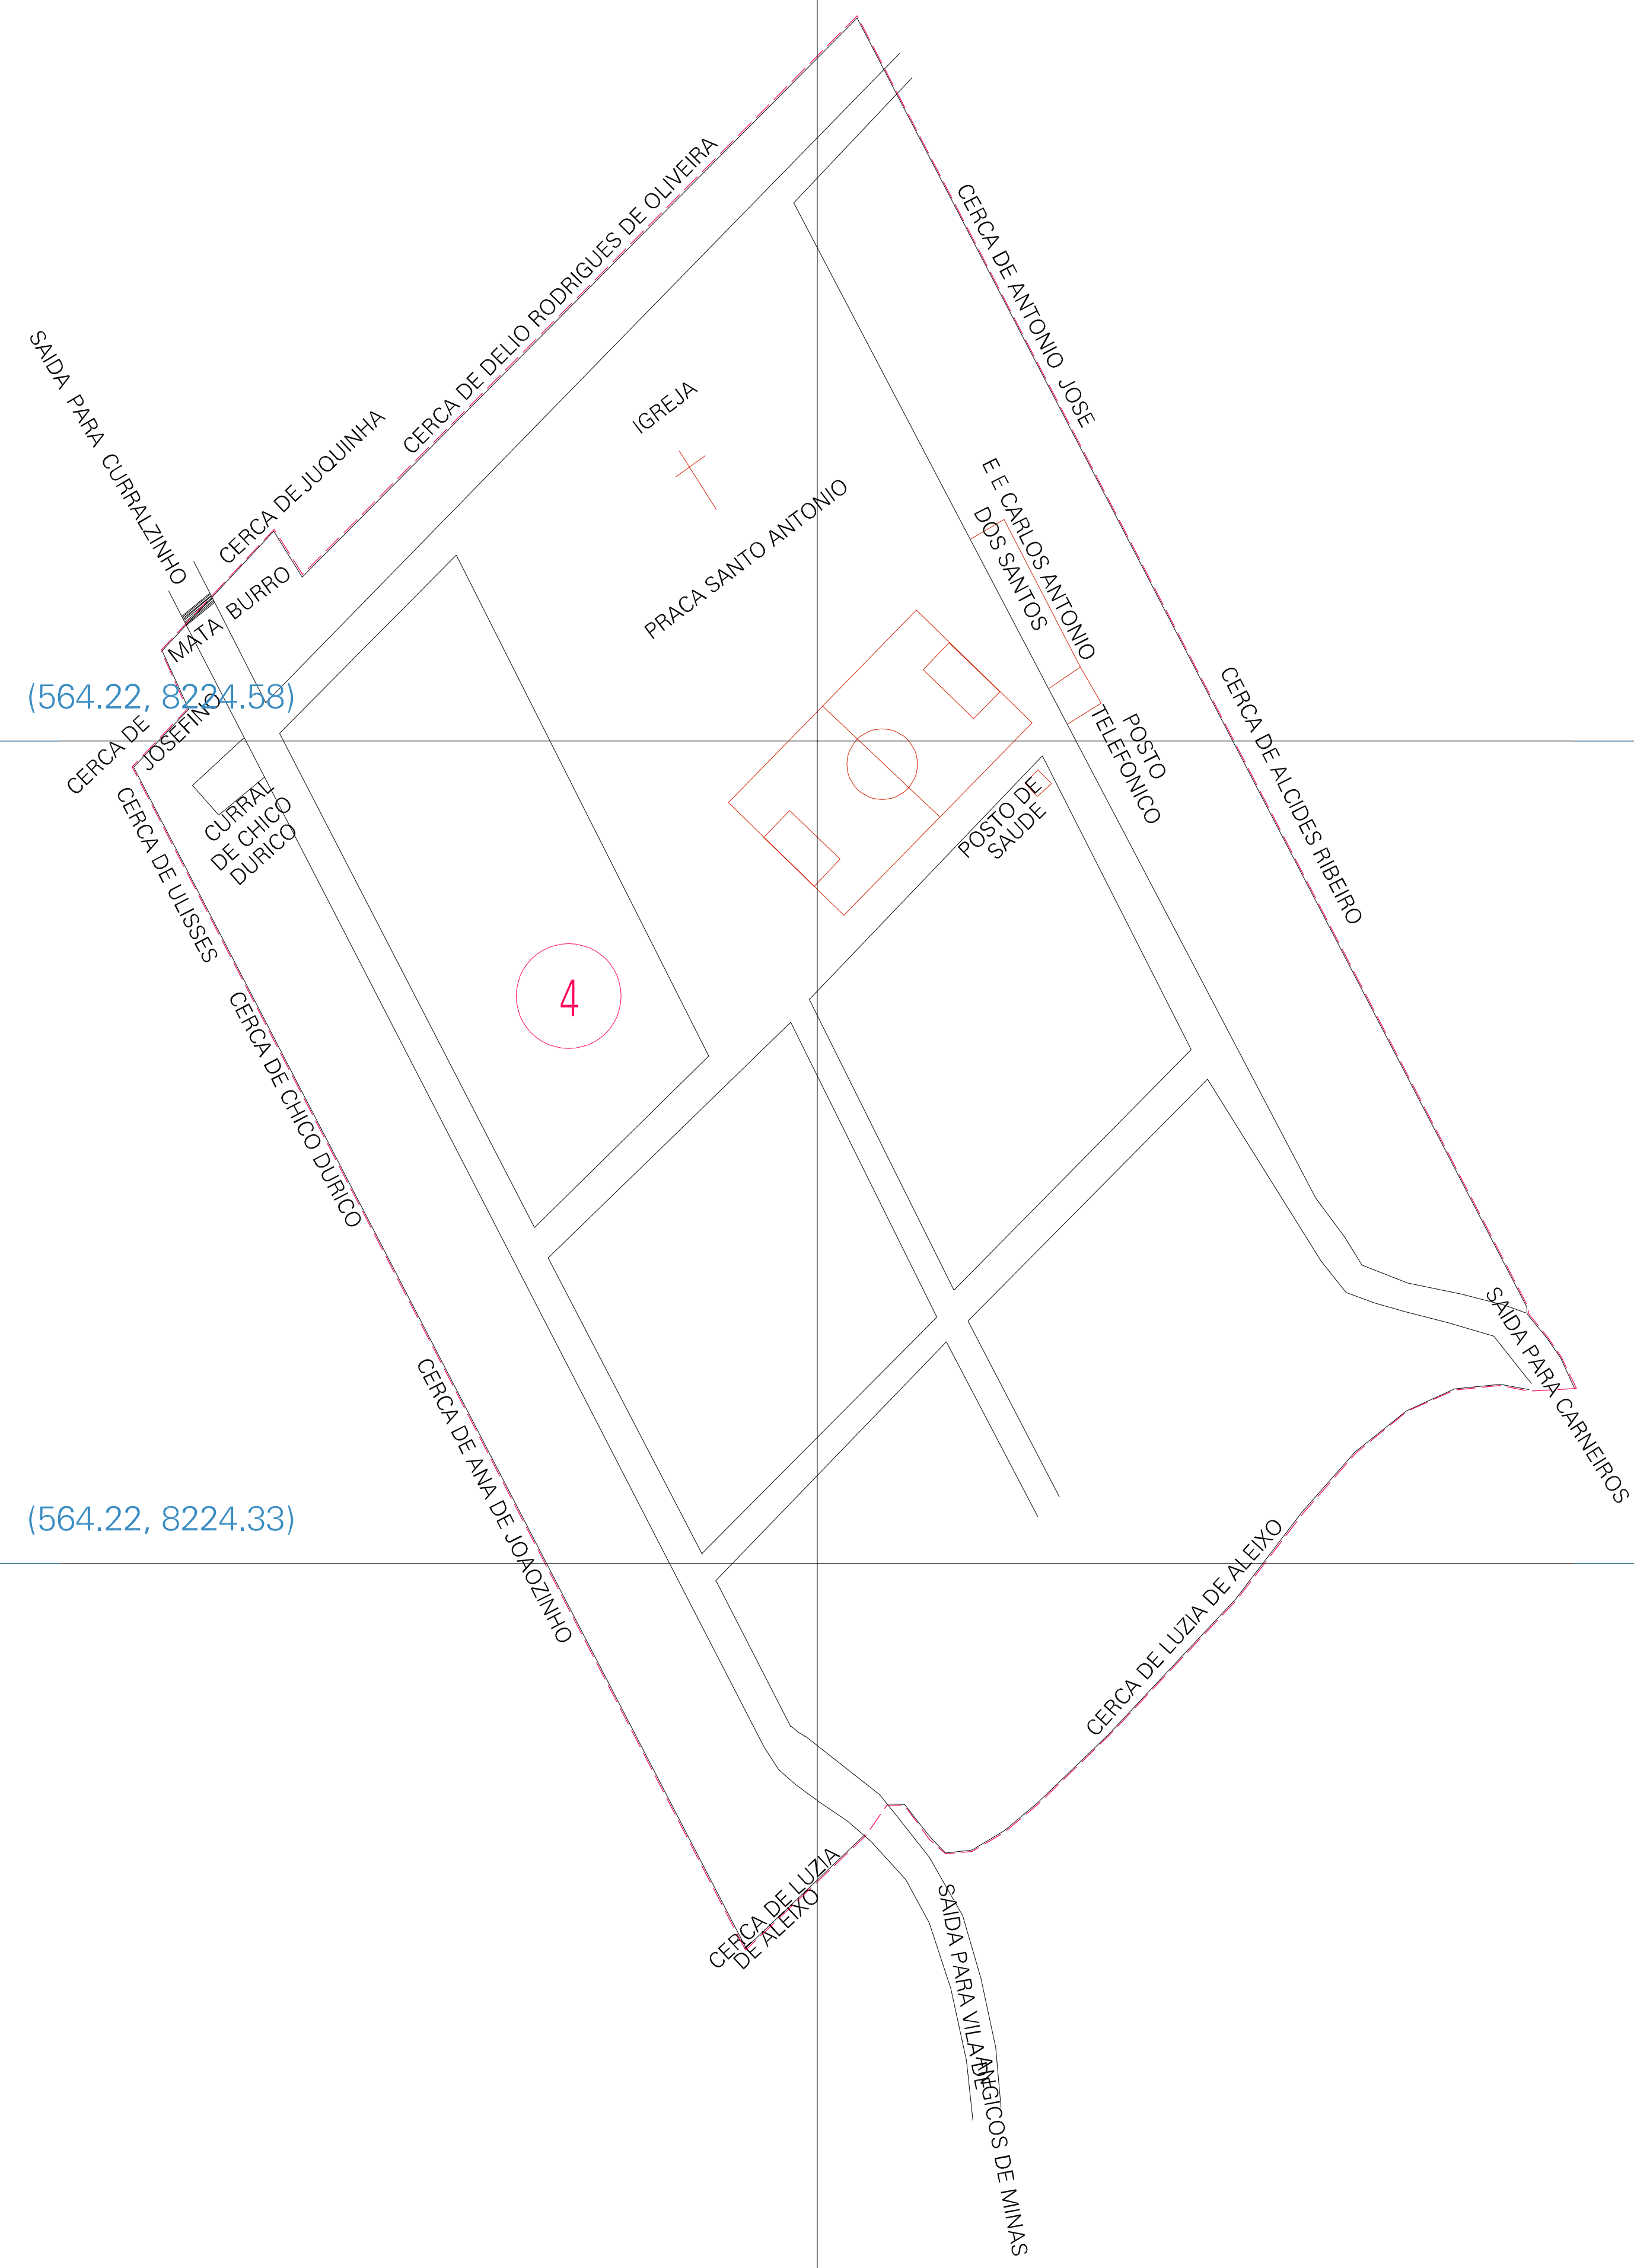 CERCA DE DELIO RODRIGUES DE OLIVEIRA
CERCA DE ANTONIO JOSE
SAIDA PARA CURRALZINHO
CERCA DE JUQUINHA
IGREJA
PRACA SANTO ANTONIO
E E CARLOS ANTONIO
DOS SANTOS
MATA BURRO
(564.22, 8224.58)
CERCA DE
JOSEFINO
CURRAL
DE CHICO
DURICO
POSTO
TELEFONICO
POSTO DE
SAUDE
CERCA DE ALCIDES RIBEIRO
CERCA DE ULISSES
4
CERCA DE CHICO DURICO
SAIDA PARA CARNEIROS
CERCA DE ANA DE JOAOZINHO
(564.22, 8224.33)
CERCA DE LUZIA DE ALEIXO
CERCA DE LUZIA
DE ALEIXO
SAIDA PARA VILA DE
ANGICOS DE MINAS